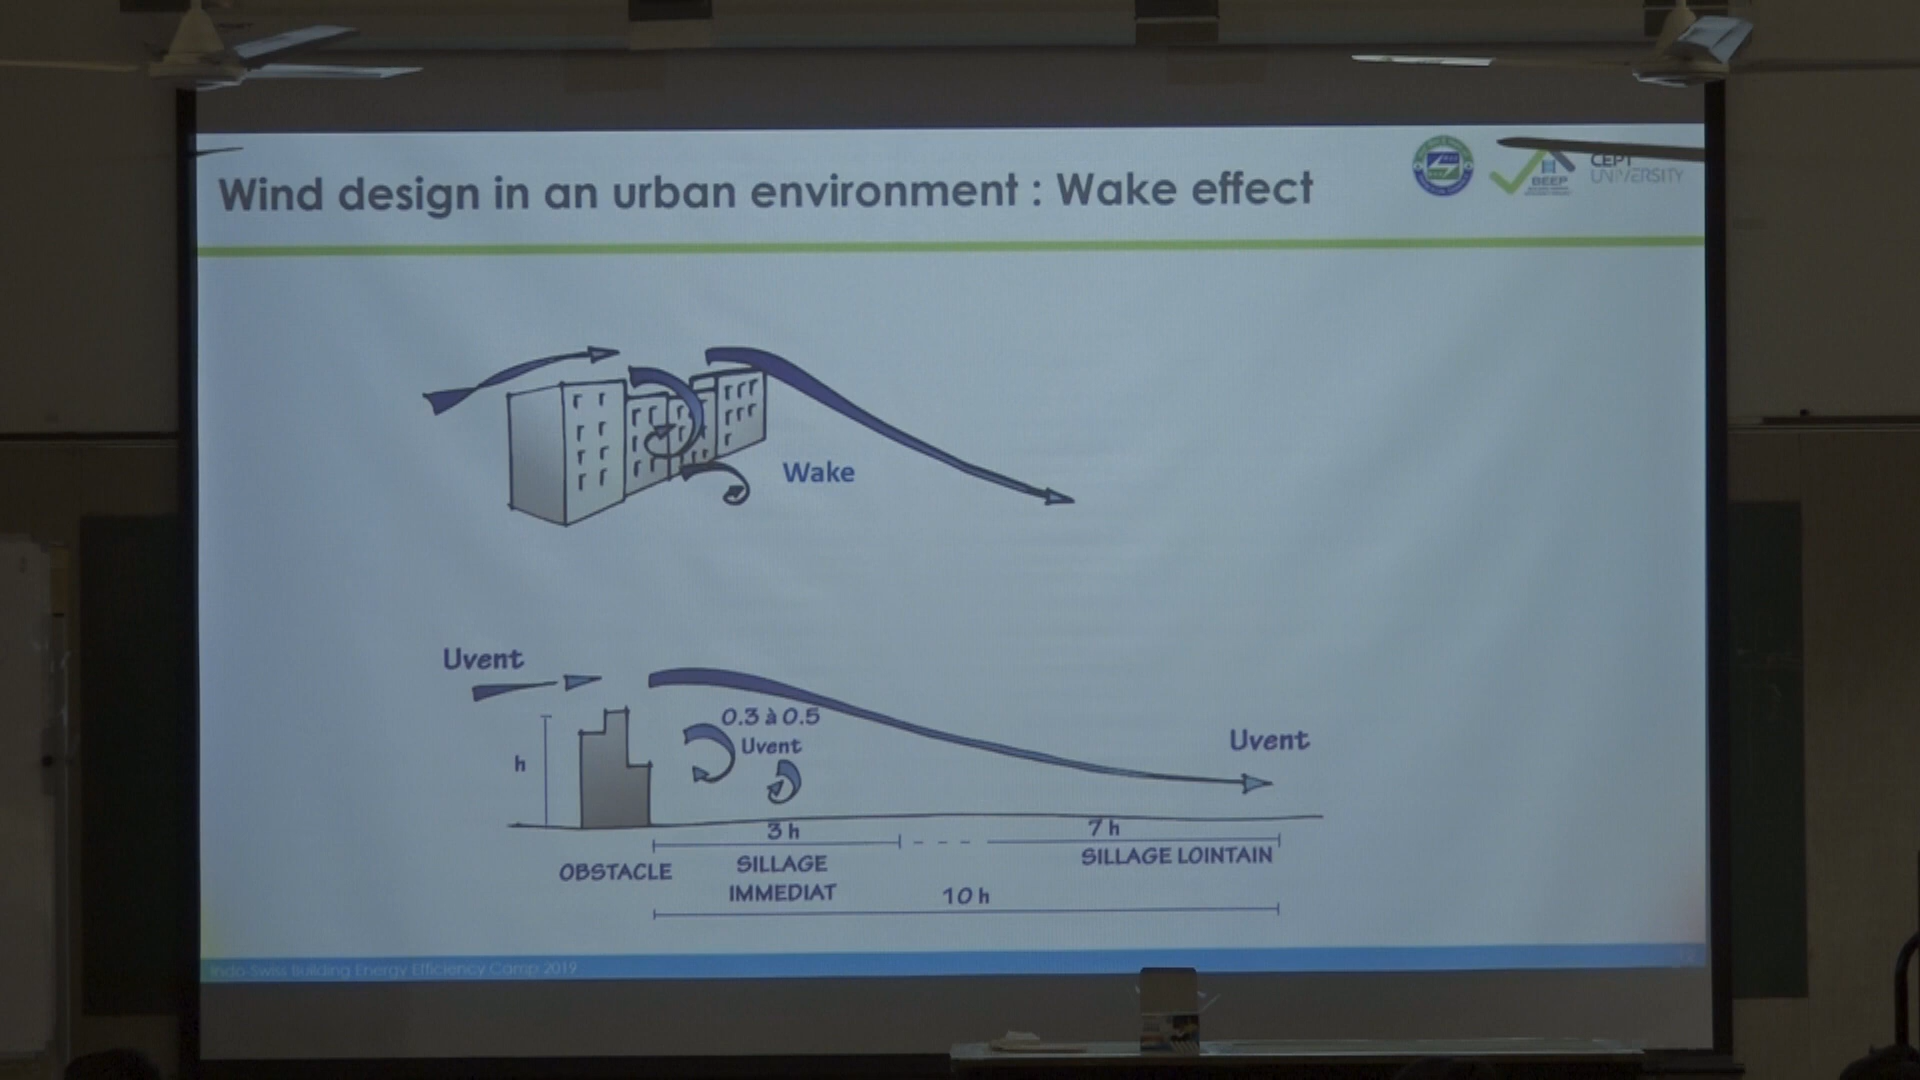 Wind design in an urban environment : Wake effect
BEEP
CEPT
UNIVERSITY
Wake
Uvent
0.3 à 0.5
Uvent
Uvent
h
3 h
7 h
OBSTACLE
SILLAGE
IMMEDIAT
SILLAGE LOINTAIN
10 h
Indo-Swiss Building Energy Efficiency Camp 2019